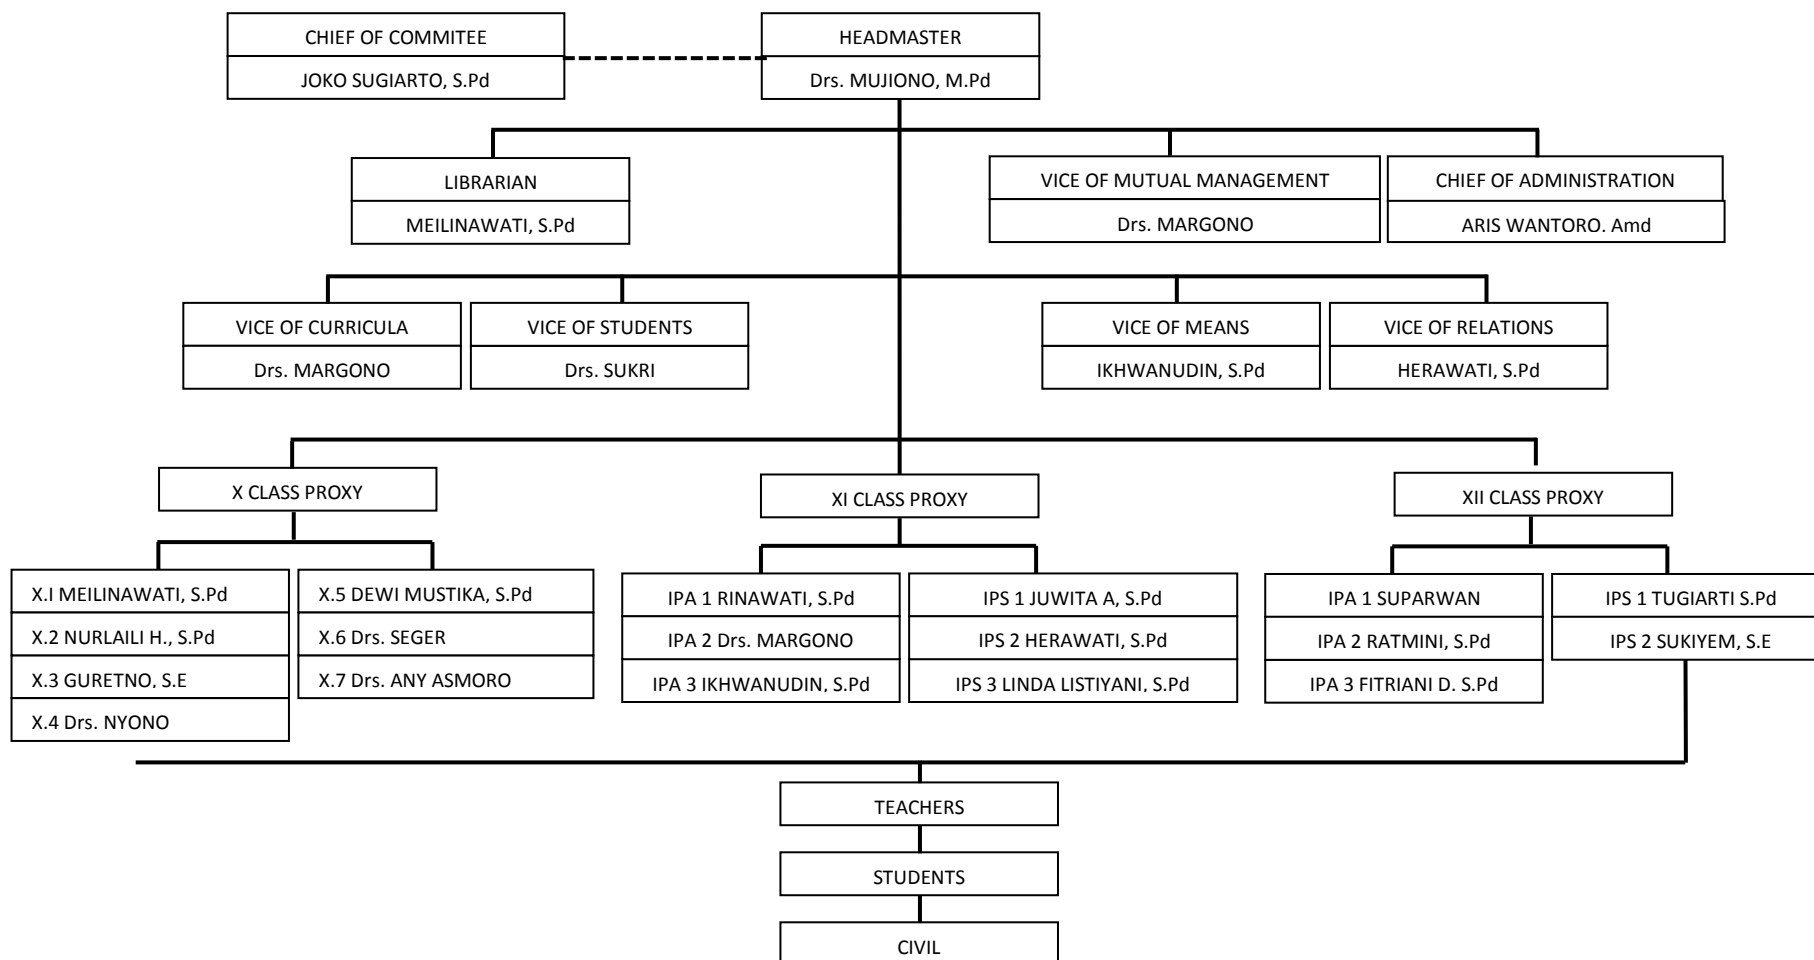 CHIEF OF COMMITEE
JOKO SUGIARTO, S.Pd
HEADMASTER
Drs. MUJIONO, M.Pd
LIBRARIAN
MEILINAWATI, S.Pd
VICE OF MUTUAL MANAGEMENT
Drs. MARGONO
CHIEF OF ADMINISTRATION
ARIS WANTORO. Amd
VICE OF CURRICULA
Drs. MARGONO
VICE OF STUDENTS
Drs. SUKRI
VICE OF MEANS
IKHWANUDIN, S.Pd
VICE OF RELATIONS
HERAWATI, S.Pd
X CLASS PROXY
XI CLASS PROXY
XII CLASS PROXY
X.I MEILINAWATI, S.Pd
X.2 NURLAILI H., S.Pd
X.3 GURETNO, S.E
X.4 Drs. NYONO
X.5 DEWI MUSTIKA, S.Pd
X.6 Drs. SEGER
X.7 Drs. ANY ASMORO
IPA 1 RINAWATI, S.Pd
IPA 2 Drs. MARGONO
IPA 3 IKHWANUDIN, S.Pd
IPS 1 JUWITA A, S.Pd
IPS 2 HERAWATI, S.Pd
IPS 3 LINDA LISTIYANI, S.Pd
IPA 1 SUPARWAN
IPA 2 RATMINI, S.Pd
IPA 3 FITRIANI D. S.Pd
IPS 1 TUGIARTI S.Pd
IPS 2 SUKIYEM, S.E
TEACHERS
STUDENTS
CIVIL